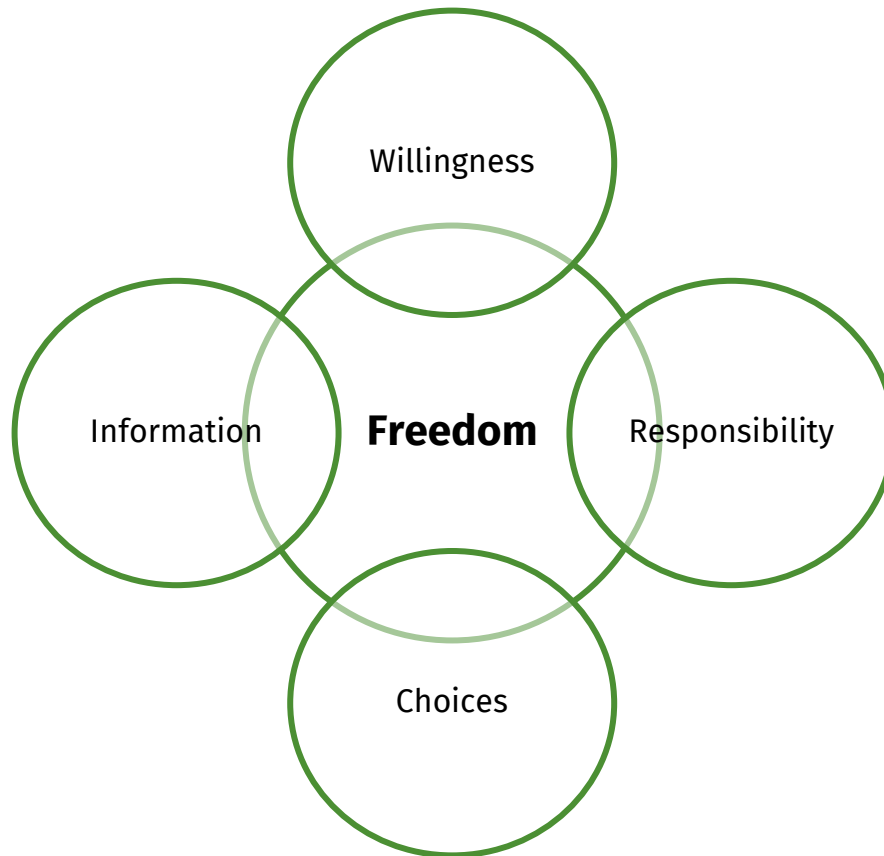 Willingness
Information
Freedom
Responsibility
Choices